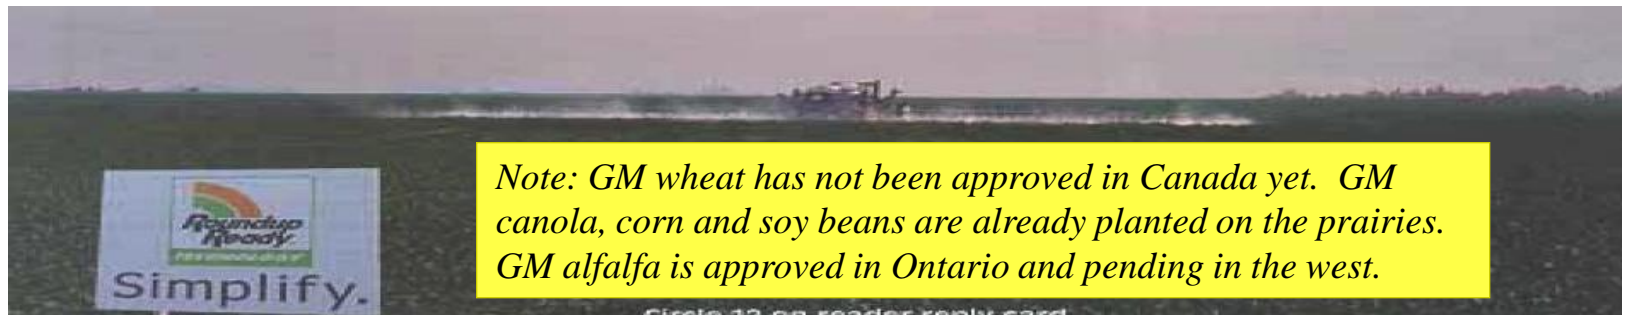 Note: GM wheat has not been approved in Canada yet.  GM
canola, corn and soy beans are already planted on the prairies.
GM alfalfa is approved in Ontario and pending in the west.
Roundup
Ready
Simplify.
Circle 12 on reader reply card